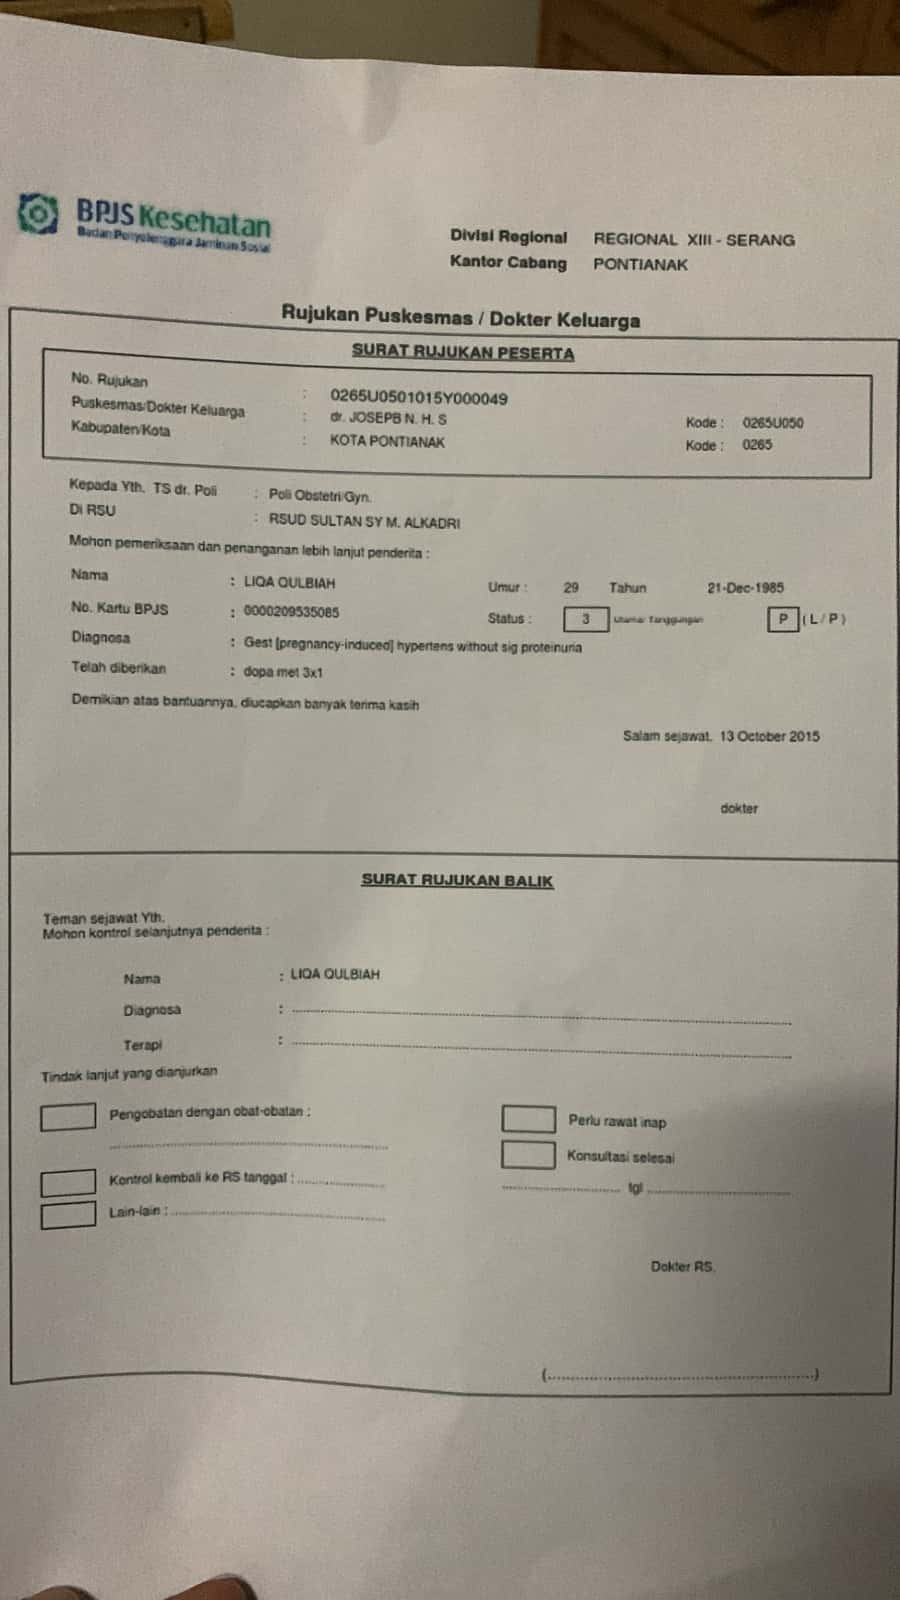 BPJS Kesehatan
Badan Penyelenggara Jaminan Sosial
Divisi Regional REGIONAL XIII - SERANG
Kantor Cabang PONTIANAK
Rujukan Puskesmas / Dokter Keluarga
SURAT RUJUKAN PESERTA
No. Rujukan : 0265U0501015Y000049
Puskesmas/Dokter Keluarga : dr. JOSEPB N. H. S Kode : 0265U050
Kabupaten/Kota : KOTA PONTIANAK Kode : 0265
Kepada Yth. TS dr. Poli : Poli Obstetri/Gyn.
Di RSU : RSUD SULTAN SY M. ALKADRI
Mohon pemeriksaan dan penanganan lebih lanjut penderita :
Nama : LIQA QULBIAH Umur : 29 Tahun 21-Dec-1985
No. Kartu BPJS : 0000209535085 Status : 3 Utama/ Tanggungan P ( L / P )
Diagnosa : Gest [pregnancy-induced] hypertens without sig proteinuria
Telah diberikan : dopa met 3x1
Demikian atas bantuannya, diucapkan banyak terima kasih
Salam sejawat, 13 October 2015
dokter
SURAT RUJUKAN BALIK
Teman sejawat Yth.
Mohon kontrol selanjutnya penderita :
Nama : LIQA QULBIAH
Diagnosa : ....................
Terapi : ....................
Tindak lanjut yang dianjurkan
Pengobatan dengan obat-obatan : Perlu rawat inap
....................
Konsultasi selesai
Kontrol kembali ke RS tanggal : .................... .................... tgl ....................
Lain-lain : ....................
Dokter RS.
(....................)